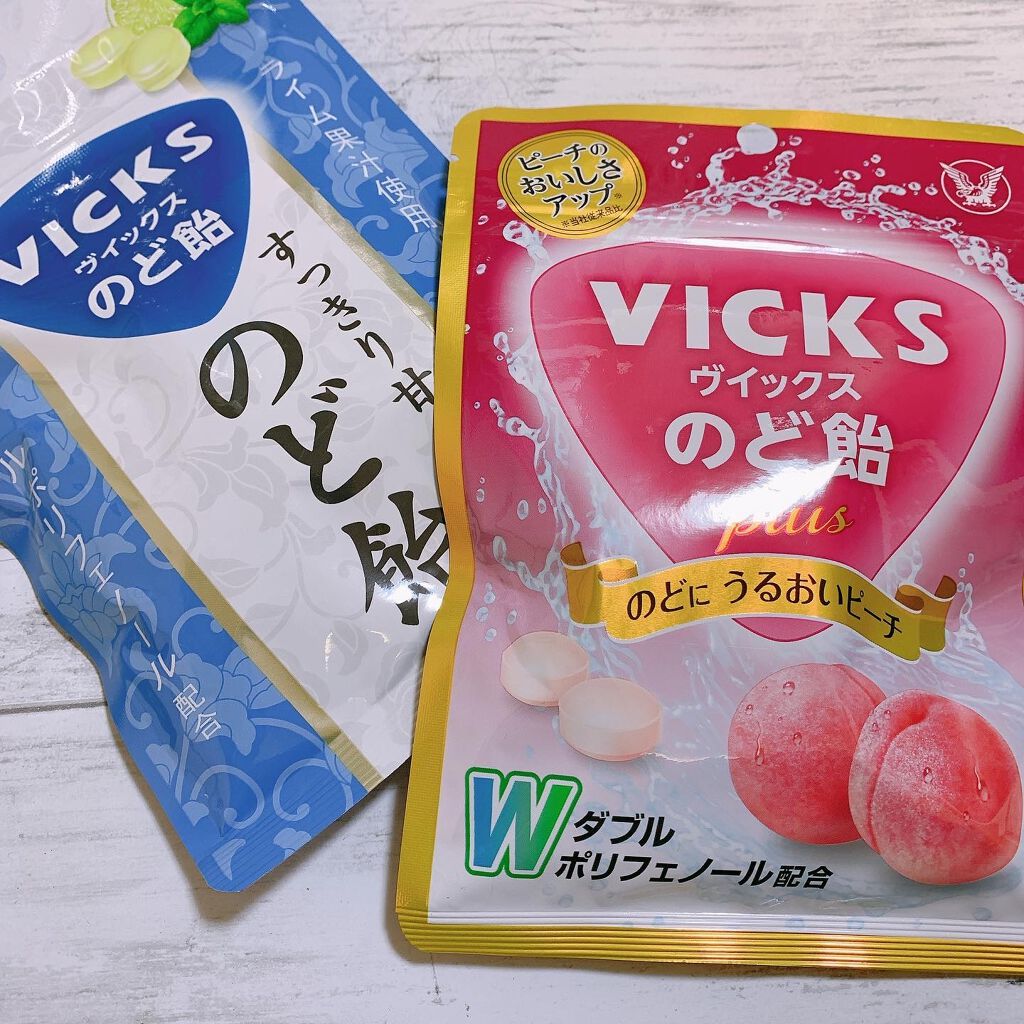 VICKS
ヴイックス
のど飴
ライム果汁使用
すっきり甘
のど飴
ルポリフェノール配合
ピーチの
おいしさ
アップ※
※当社従来品比
VICKS
ヴイックス
のど飴
plus
のどに うるおいピーチ
W ダブル
ポリフェノール配合